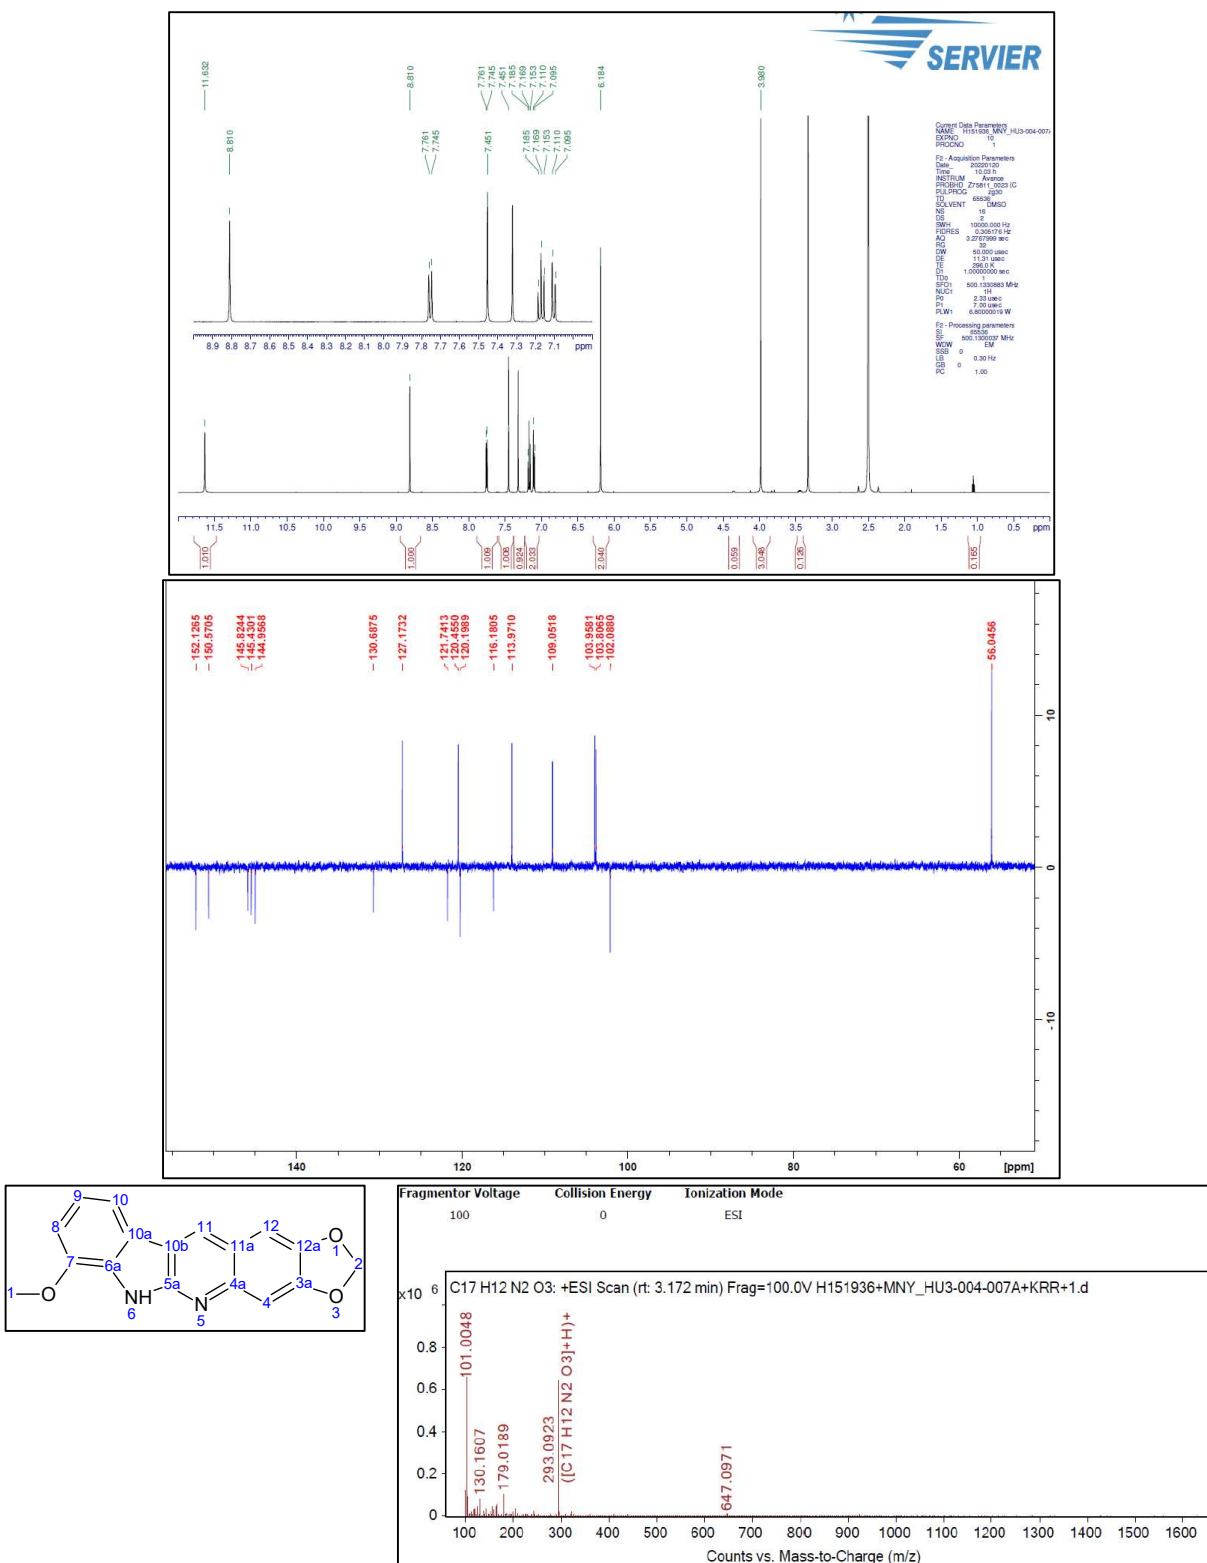 SERVIER
11.632
8.810
7.761
7.745
7.451
7.185
7.169
7.153
7.110
7.095
6.184
3.980
8.810
7.761
7.745
7.451
7.185
7.169
7.153
7.110
7.095
Current Data Parameters
NAME H151936_MNY_HU3-004-007A
EXPNO 10
PROCNO 1
F2 - Acquisition Parameters
Date_ 20220120
Time 10.03 h
INSTRUM Avance
PROBHD Z75811_0023 (C
PULPROG zg30
TD 65536
SOLVENT DMSO
NS 16
DS 2
SWH 10000.000 Hz
FIDRES 0.305176 Hz
AQ 3.2767999 sec
RG 32
DW 50.000 usec
DE 11.31 usec
TE 296.0 K
D1 1.00000000 sec
TD0 1
SFO1 500.1330883 MHz
NUC1 1H
P0 2.33 usec
P1 7.00 usec
PLW1 6.80000019 W
F2 - Processing parameters
SI 65536
SF 500.1300037 MHz
WDW EM
SSB 0
LB 0.30 Hz
GB 0
PC 1.00
8.9 8.8 8.7 8.6 8.5 8.4 8.3 8.2 8.1 8.0 7.9 7.8 7.7 7.6 7.5 7.4 7.3 7.2 7.1 ppm
11.5 11.0 10.5 10.0 9.5 9.0 8.5 8.0 7.5 7.0 6.5 6.0 5.5 5.0 4.5 4.0 3.5 3.0 2.5 2.0 1.5 1.0 0.5 ppm
1.010
1.000
1.009
1.006
0.924
2.033
2.040
0.059
3.048
0.126
0.165
152.1265
150.5705
145.8244
145.4301
144.9568
130.6875
127.1732
121.7413
120.4550
120.1989
116.1805
113.9710
109.0518
103.9581
103.8065
102.0880
56.0456
10
0
-10
140 120 100 80 60 [ppm]
9 10
8 11 12 O 1
10a 10b 11a 12a 2
7 6a 5a 4a 3a
1 O NH N 4 O
6 5 3
Fragmentor Voltage Collision Energy Ionization Mode
100 0 ESI
x10 6 C17 H12 N2 O3: +ESI Scan (rt: 3.172 min) Frag=100.0V H151936+MNY_HU3-004-007A+KRR+1.d
0.8
0.6
0.4
0.2
0
101.0048
130.1607
179.0189
293.0923
([C17 H12 N2 O3]+H)+
647.0971
100 200 300 400 500 600 700 800 900 1000 1100 1200 1300 1400 1500 1600
Counts vs. Mass-to-Charge (m/z)